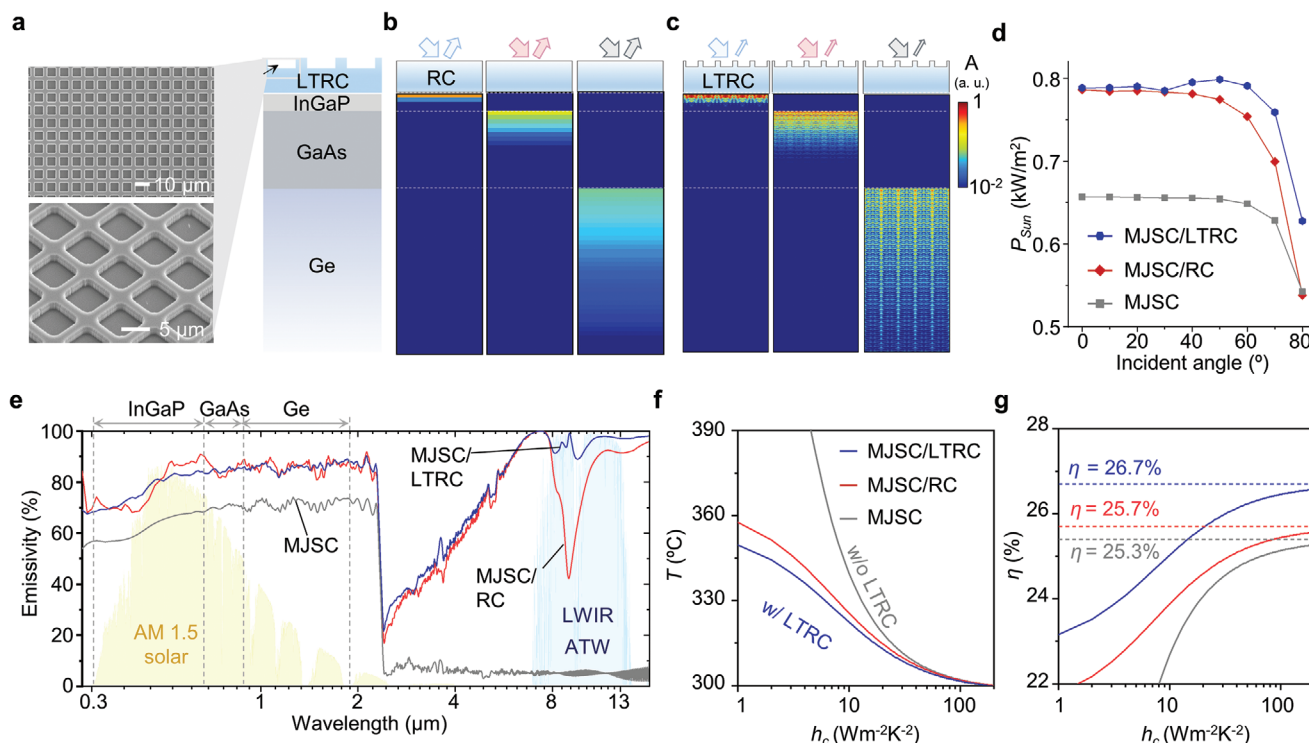 a
LTRC
InGaP
GaAs
Ge
10 μm
5 μm
b
RC
c
LTRC
A
(a. u.)
1
10⁻²
d
P_Sun (kW/m²)
0.8
0.7
0.6
0.5
MJSC/LTRC
MJSC/RC
MJSC
0 20 40 60 80
Incident angle (º)
e
InGaP GaAs Ge
Emissivity (%)
100
80
60
40
20
0
MJSC/
LTRC
MJSC
MJSC/
RC
AM 1.5
solar
LWIR
ATW
0.3 1 2 4 8 13
Wavelength (μm)
f
T (°C)
390
360
330
300
MJSC/LTRC
MJSC/RC
MJSC
w/o LTRC
w/ LTRC
1 10 100
h_c (Wm⁻²K⁻²)
g
η (%)
28
27
26
25
24
23
22
η = 26.7%
η = 25.7%
η = 25.3%
1 10 100
h_c (Wm⁻²K⁻²)